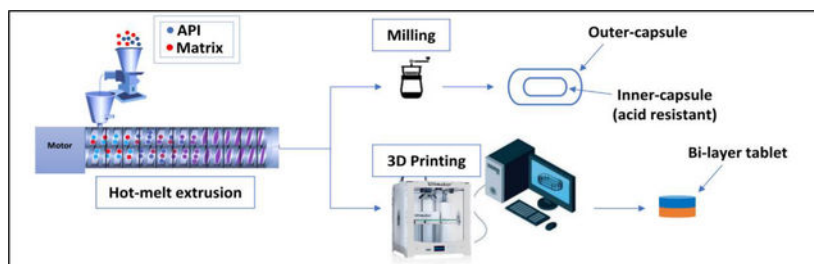 API
Matrix
Motor
Hot-melt extrusion
Milling
Outer-capsule
Inner-capsule
(acid resistant)
3D Printing
Bi-layer tablet